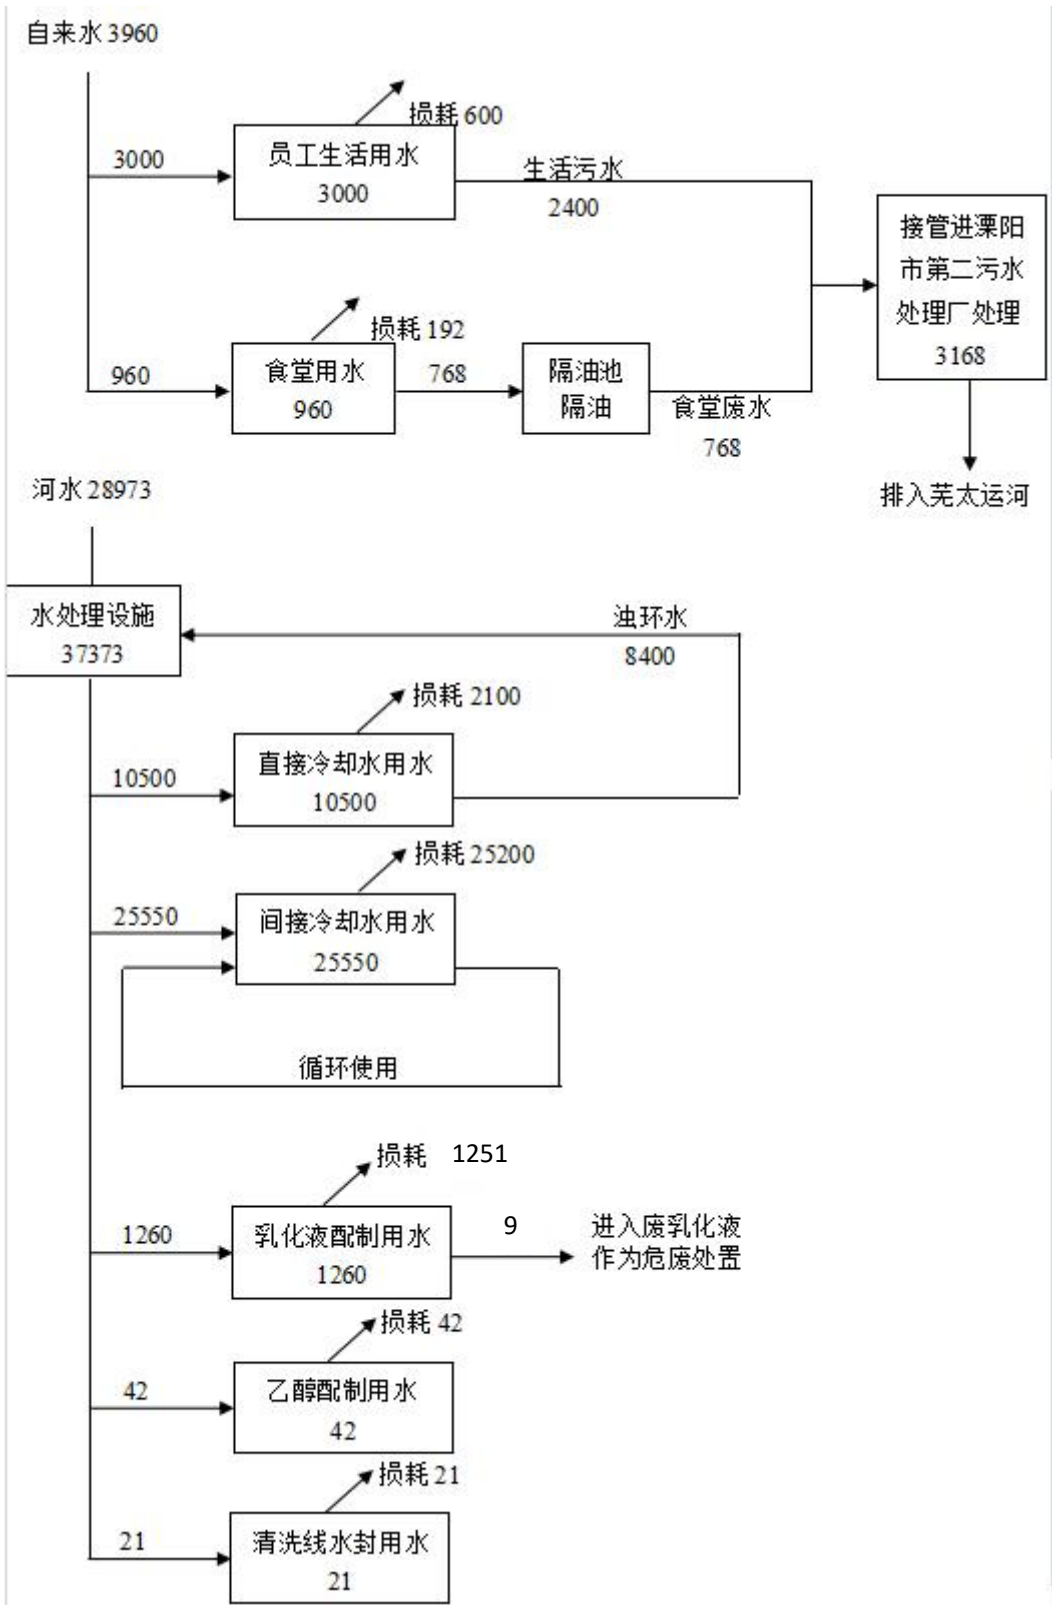 自来水 3960
损耗 600
3000
员工生活用水
3000
生活污水
2400
接管进溧阳
市第二污水
处理厂处理
3168
损耗 192
960
食堂用水
960
768
隔油池
隔油
食堂废水
768
排入芜太运河
河水 28973
水处理设施
37373
浊环水
8400
损耗 2100
10500
直接冷却水用水
10500
损耗 25200
25550
间接冷却水用水
25550
循环使用
损耗 1251
1260
乳化液配制用水
1260
9
进入废乳化液
作为危废处置
损耗 42
42
乙醇配制用水
42
损耗 21
21
清洗线水封用水
21